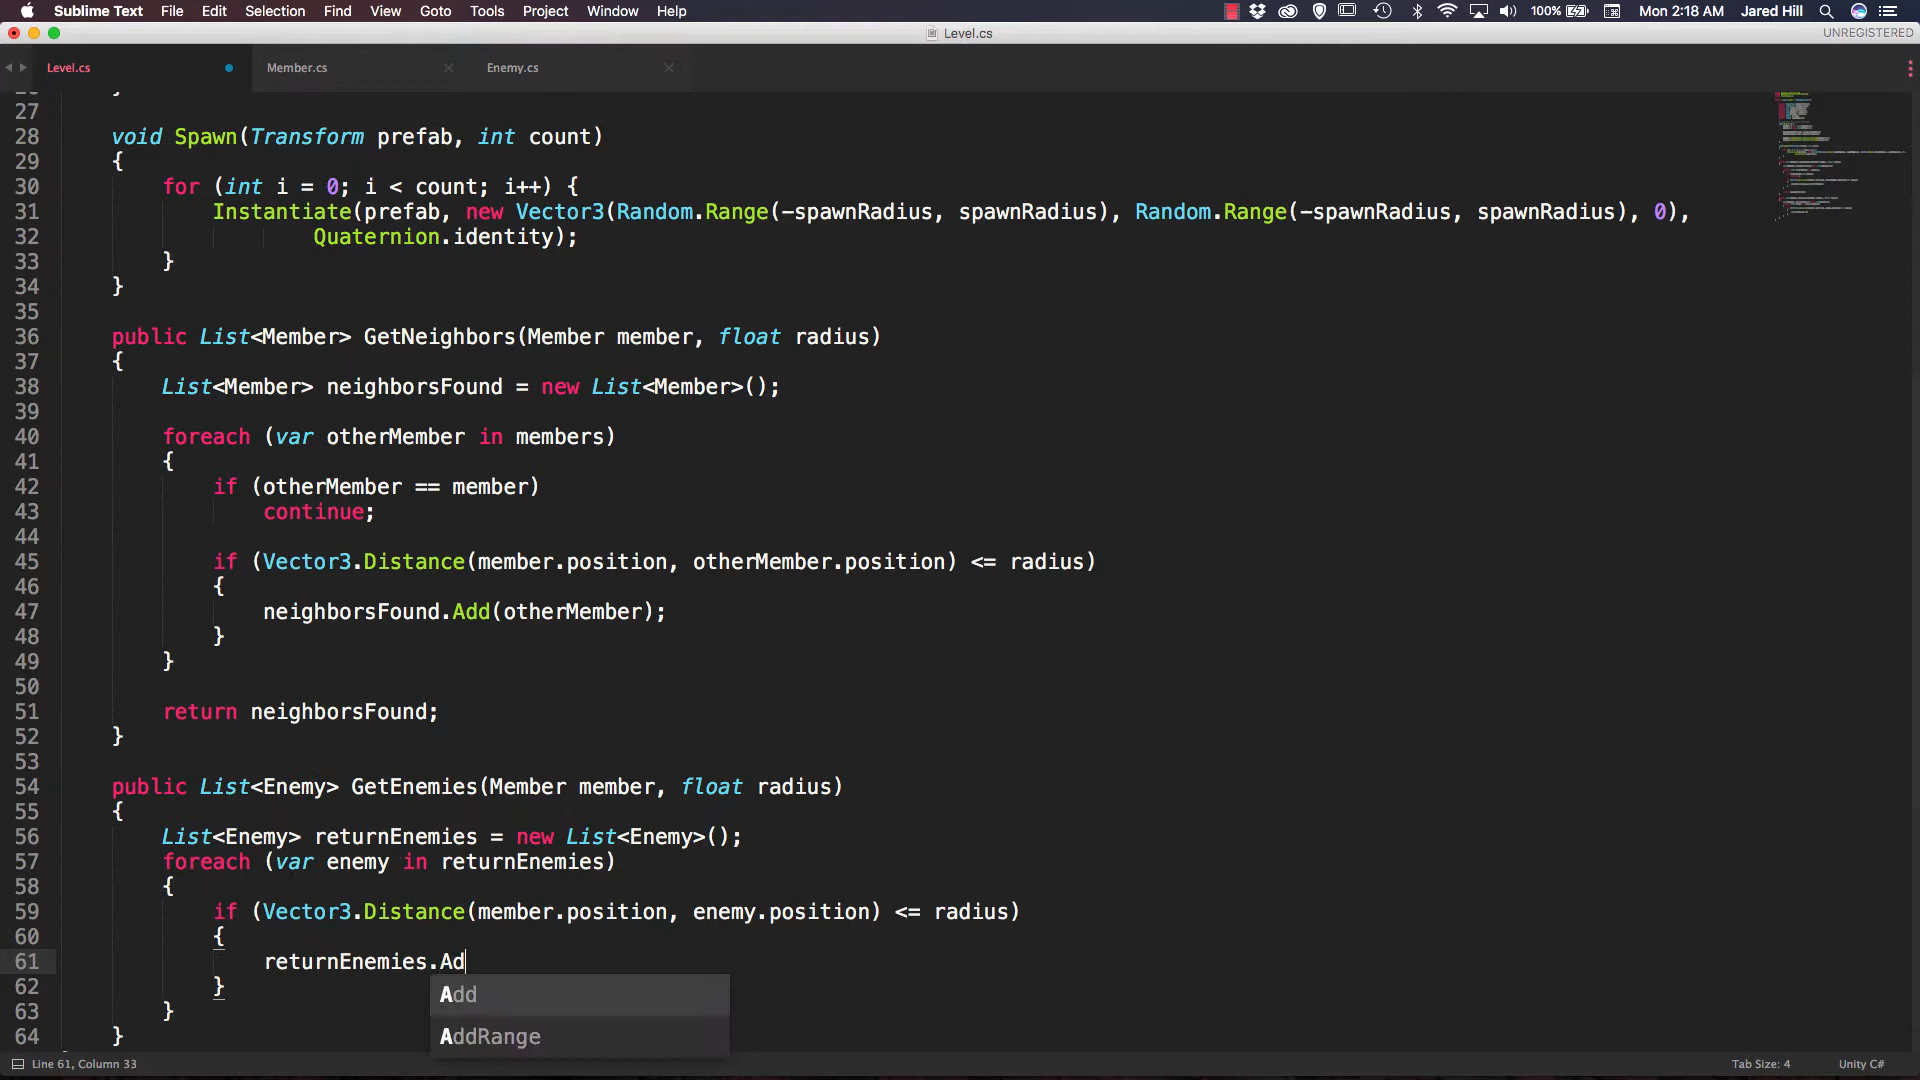 Sublime Text File Edit Selection Find View Goto Tools Project Window Help 100% Mon 2:18 AM Jared Hill
Level.cs UNREGISTERED
Level.cs Member.cs Enemy.cs
27
28 void Spawn(Transform prefab, int count)
29 {
30 for (int i = 0; i < count; i++) {
31 Instantiate(prefab, new Vector3(Random.Range(-spawnRadius, spawnRadius), Random.Range(-spawnRadius, spawnRadius), 0),
32 Quaternion.identity);
33 }
34 }
35
36 public List<Member> GetNeighbors(Member member, float radius)
37 {
38 List<Member> neighborsFound = new List<Member>();
39
40 foreach (var otherMember in members)
41 {
42 if (otherMember == member)
43 continue;
44
45 if (Vector3.Distance(member.position, otherMember.position) <= radius)
46 {
47 neighborsFound.Add(otherMember);
48 }
49 }
50
51 return neighborsFound;
52 }
53
54 public List<Enemy> GetEnemies(Member member, float radius)
55 {
56 List<Enemy> returnEnemies = new List<Enemy>();
57 foreach (var enemy in returnEnemies)
58 {
59 if (Vector3.Distance(member.position, enemy.position) <= radius)
60 {
61 returnEnemies.Ad
62 }
Add
63 }
AddRange
64 }
Line 61, Column 33 Tab Size: 4 Unity C#